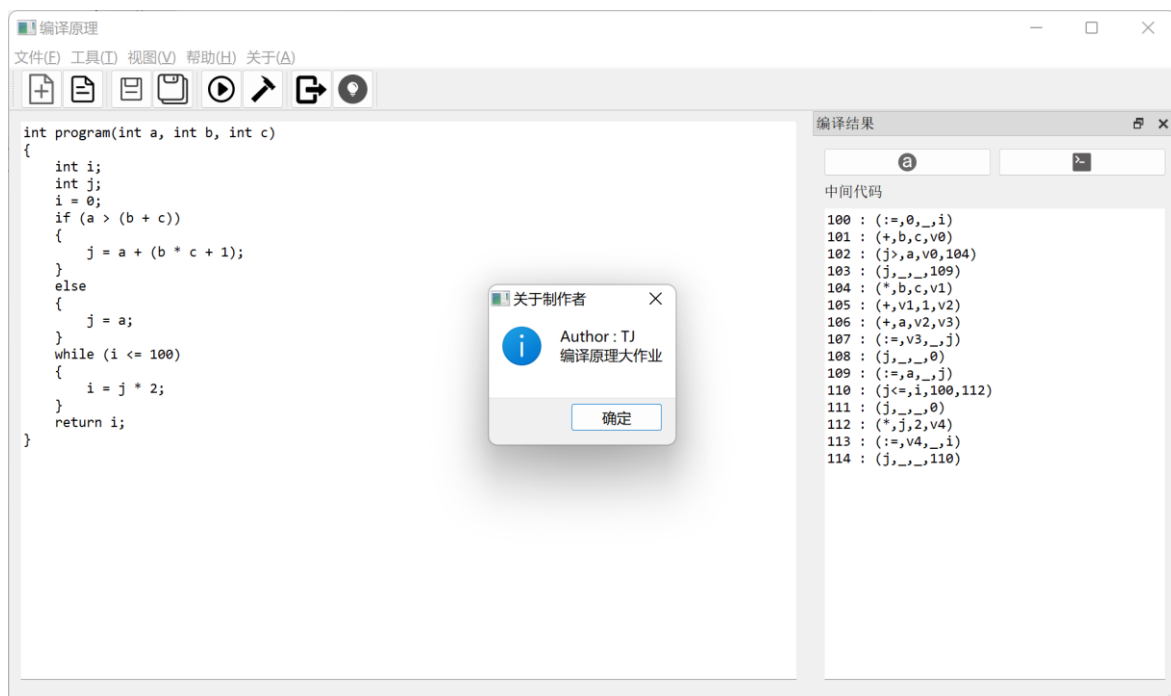 编译原理
文件(F) 工具(T) 视图(V) 帮助(H) 关于(A)
int program(int a, int b, int c)
{
    int i;
    int j;
    i = 0;
    if (a > (b + c))
    {
        j = a + (b * c + 1);
    }
    else
    {
        j = a;
    }
    while (i <= 100)
    {
        i = j * 2;
    }
    return i;
}
关于制作者
Author : TJ
编译原理大作业
确定
编译结果
a
中间代码
100 : (:=,0,_,i)
101 : (+,b,c,v0)
102 : (j>,a,v0,104)
103 : (j,_,_,109)
104 : (*,b,c,v1)
105 : (+,v1,1,v2)
106 : (+,a,v2,v3)
107 : (:=,v3,_,j)
108 : (j,_,_,0)
109 : (:=,a,_,j)
110 : (j<=,i,100,112)
111 : (j,_,_,0)
112 : (*,j,2,v4)
113 : (:=,v4,_,i)
114 : (j,_,_,110)